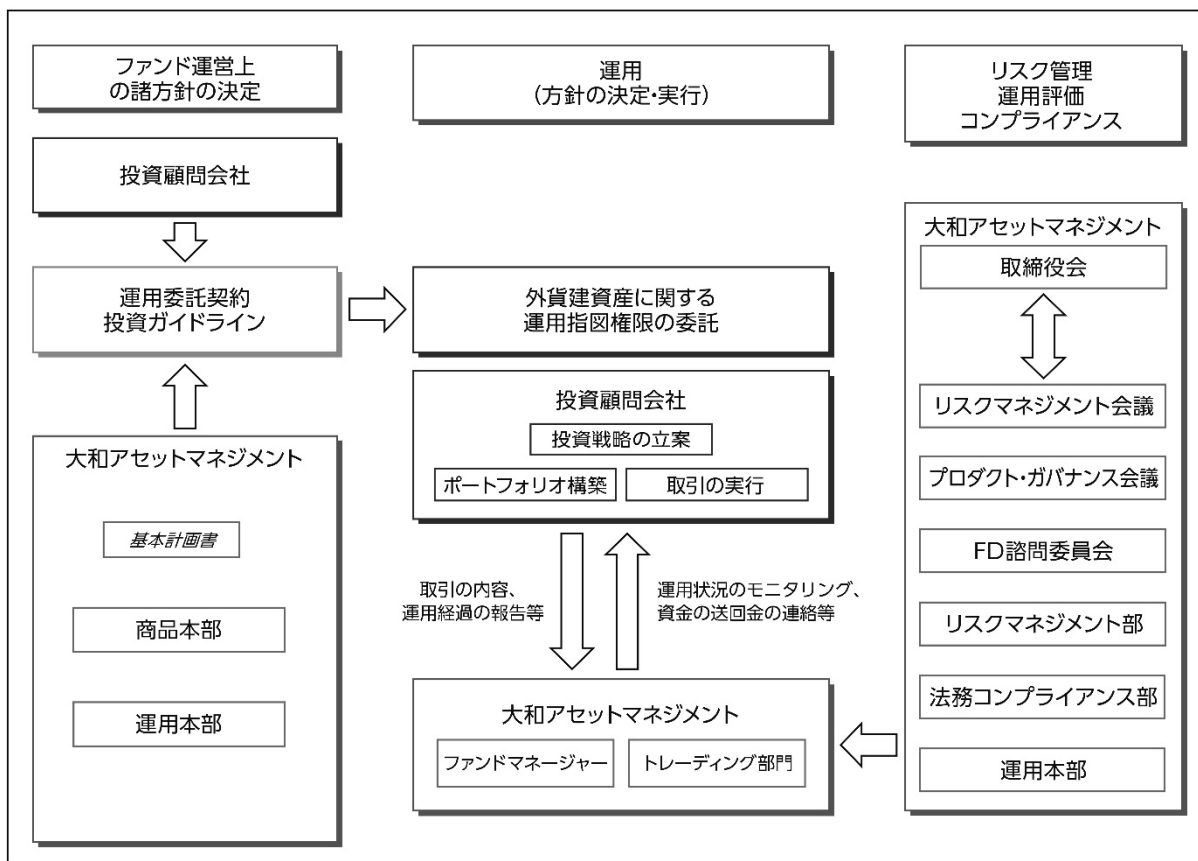 ファンド運営上
の諸方針の決定
投資顧問会社
運用委託契約
投資ガイドライン
大和アセットマネジメント
基本計画書
商品本部
運用本部
運用
(方針の決定・実行)
外貨建資産に関する
運用指図権限の委託
投資顧問会社
投資戦略の立案
ポートフォリオ構築
取引の実行
取引の内容、
運用経過の報告等
運用状況のモニタリング、
資金の送回金の連絡等
大和アセットマネジメント
ファンドマネージャー
トレーディング部門
リスク管理
運用評価
コンプライアンス
大和アセットマネジメント
取締役会
リスクマネジメント会議
プロダクト・ガバナンス会議
FD諮問委員会
リスクマネジメント部
法務コンプライアンス部
運用本部